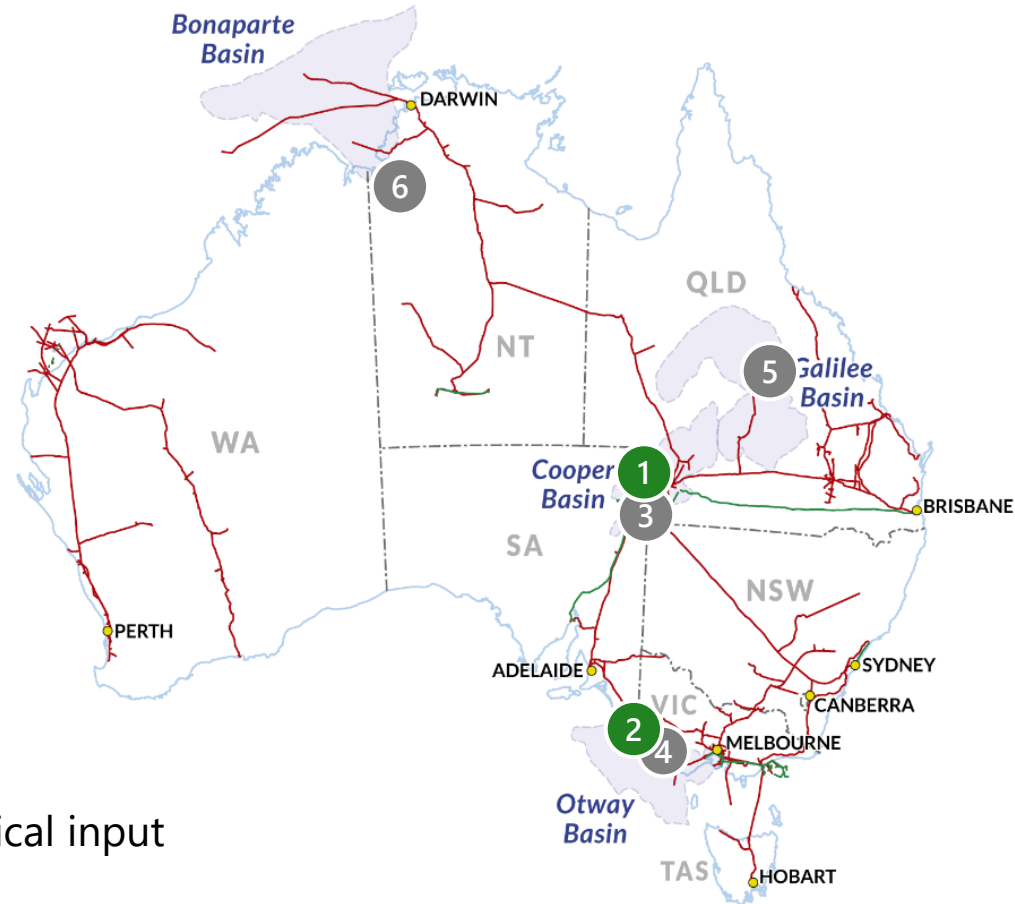 Bonaparte
Basin
DARWIN
6
QLD
NT
5
Galilee
Basin
WA
Cooper
Basin
1
3
BRISBANE
SA
NSW
PERTH
ADELAIDE
SYDNEY
VIC
CANBERRA
2
4
MELBOURNE
Otway
Basin
ical input
TAS
HOBART